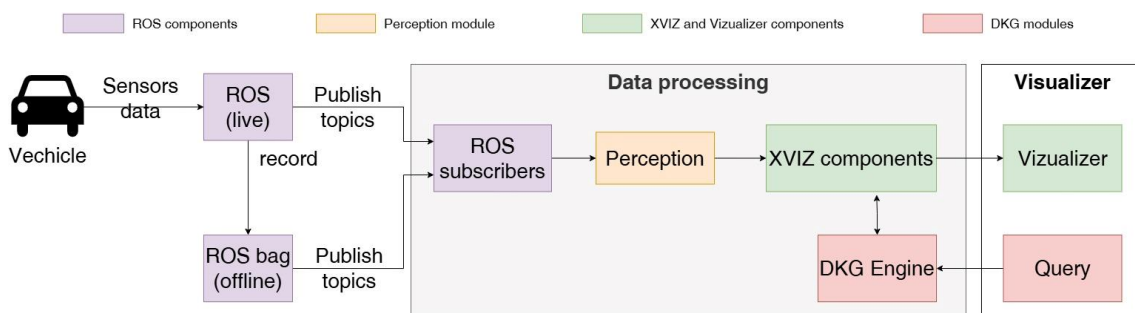 ROS components
Perception module
XVIZ and Vizualizer components
DKG modules
Data processing
Visualizer
Sensors
data
Vechicle
ROS
(live)
Publish
topics
record
ROS
subscribers
Perception
XVIZ components
Vizualizer
ROS bag
(offline)
Publish
topics
DKG Engine
Query